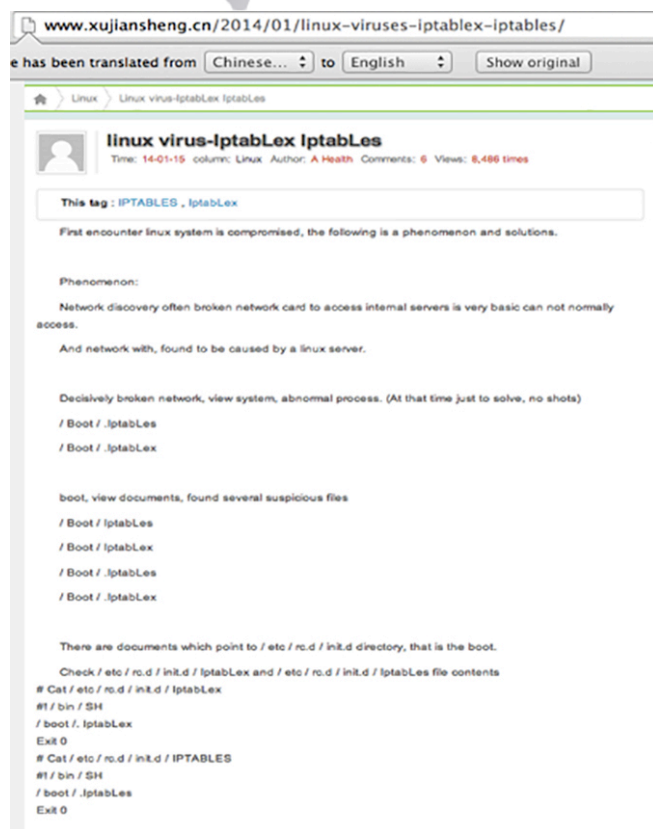 www.xujiansheng.cn/2014/01/linux-viruses-iptablex-iptables/
e has been translated from Chinese... to English Show original
Linux Linux virus-IptabLex IptabLes
linux virus-IptabLex IptabLes
Time: 14-01-15 column: Linux Author: A Health Comments: 6 Views: 8,486 times
This tag : IPTABLES , IptabLex
First encounter linux system is compromised, the following is a phenomenon and solutions.
Phenomenon:
Network discovery often broken network card to access internal servers is very basic can not normally
access.
And network with, found to be caused by a linux server.
Decisively broken network, view system, abnormal process. (At that time just to solve, no shots)
/ Boot / .IptabLes
/ Boot / .IptabLex
boot, view documents, found several suspicious files
/ Boot / IptabLes
/ Boot / IptabLex
/ Boot / .IptabLes
/ Boot / .IptabLex
There are documents which point to / etc / rc.d / init.d directory, that is the boot.
Check / etc / rc.d / init.d / IptabLex and / etc / rc.d / init.d / IptabLes file contents
# Cat / etc / rc.d / init.d / IptabLex
#! / bin / SH
/ boot /. IptabLex
Exit 0
# Cat / etc / rc.d / init.d / IPTABLES
#! / bin / SH
/ boot / .IptabLes
Exit 0